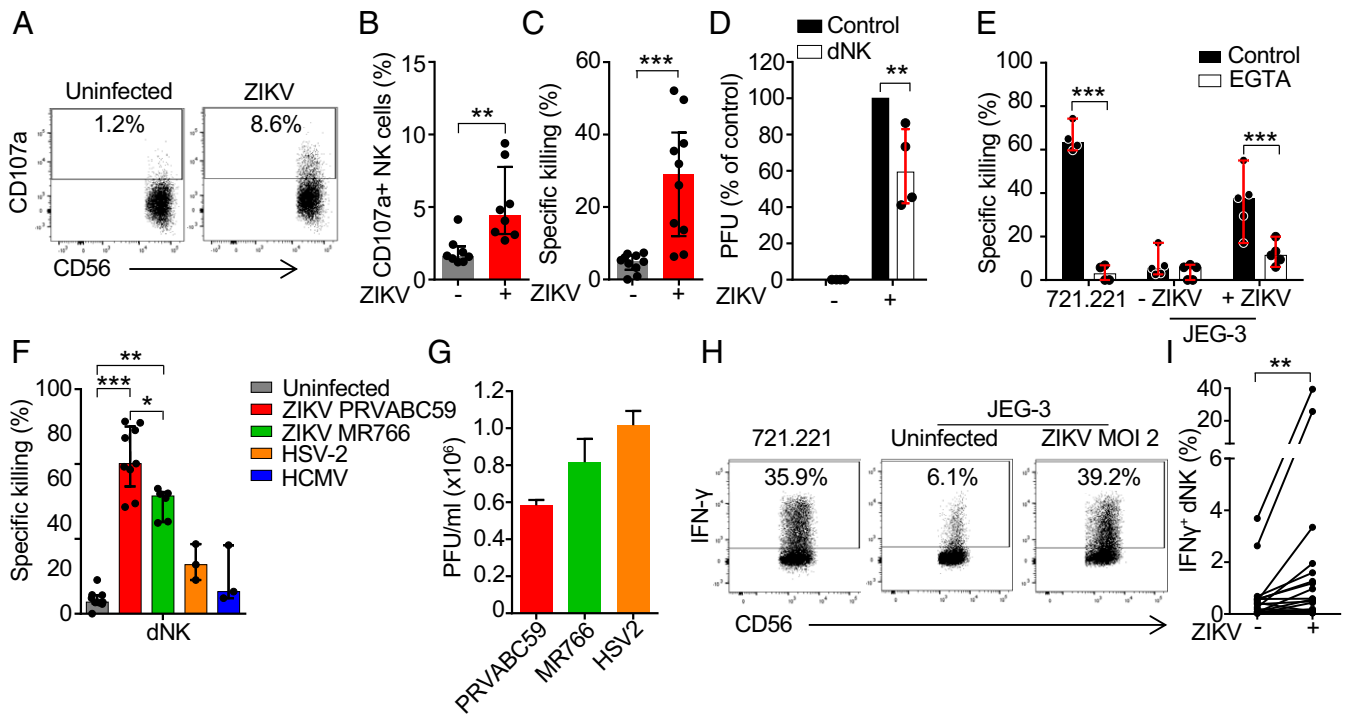 A
Uninfected
ZIKV
1.2%
8.6%
CD107a
CD56
B
CD107a+ NK cells (%)
15
10
5
0
**
ZIKV
-
+
C
Specific killing (%)
60
40
20
0
***
ZIKV
-
+
D
Control
dNK
PFU (% of control)
120
100
80
60
40
20
0
**
ZIKV
-
+
E
Control
EGTA
Specific killing (%)
100
80
60
40
20
0
***
***
721.221
- ZIKV
+ ZIKV
JEG-3
F
Specific killing (%)
100
80
60
40
20
0
**
***
*
dNK
Uninfected
ZIKV PRVABC59
ZIKV MR766
HSV-2
HCMV
G
PFU/ml (x10⁶)
1.2
1.0
0.8
0.6
0.4
0.2
0
PRVABC59
MR766
HSV2
H
JEG-3
721.221
Uninfected
ZIKV MOI 2
35.9%
6.1%
39.2%
IFN-γ
CD56
I
IFNγ⁺ dNK (%)
40
20
6
4
2
0
**
ZIKV
-
+